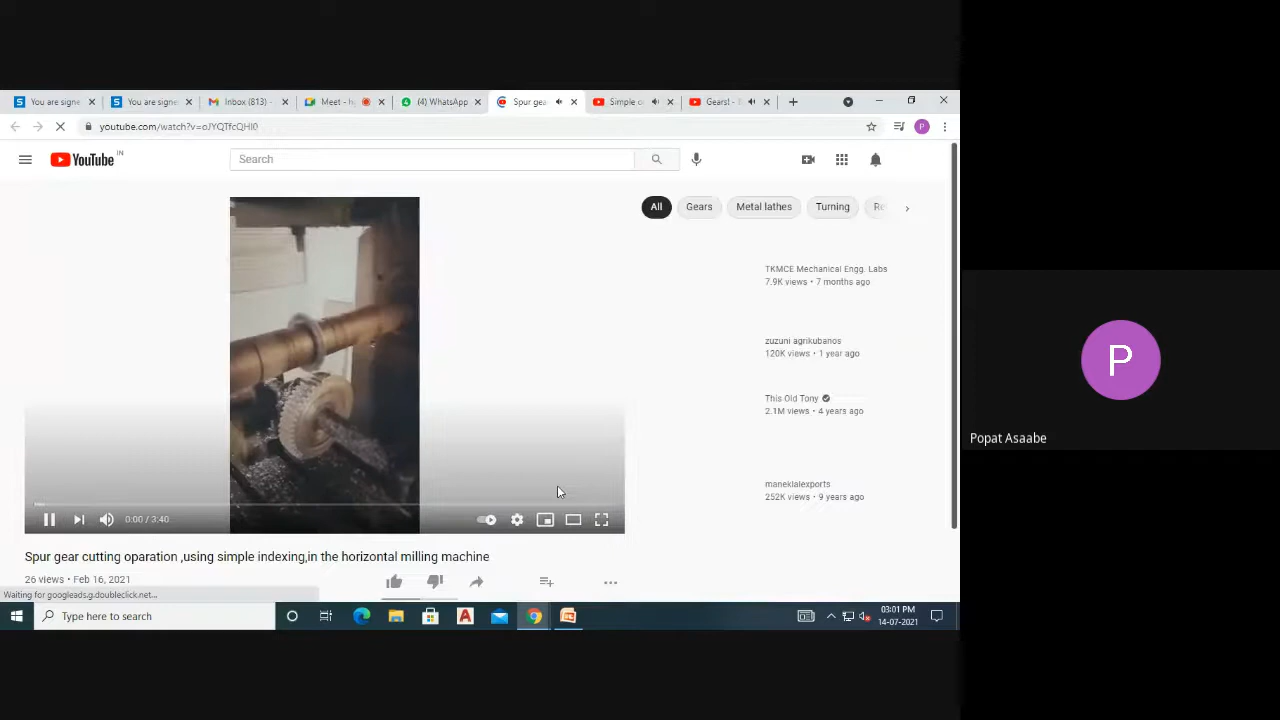 You are signe
You are signe
Inbox (813) -
Meet - h
(4) WhatsApp
Spur gea
Simple o
Gears! -
youtube.com/watch?v=oJYQTfcQHI0
YouTube IN
Search
All
Gears
Metal lathes
Turning
Re
TKMCE Mechanical Engg. Labs
7.9K views • 7 months ago
zuzuni agrikubanos
120K views • 1 year ago
This Old Tony
2.1M views • 4 years ago
maneklalexports
252K views • 9 years ago
0:00 / 3:40
Spur gear cutting oparation ,using simple indexing,in the horizontal milling machine
26 views • Feb 16, 2021
Waiting for googleads.g.doubleclick.net...
Type here to search
03:01 PM
14-07-2021
P
P
Popat Asaabe